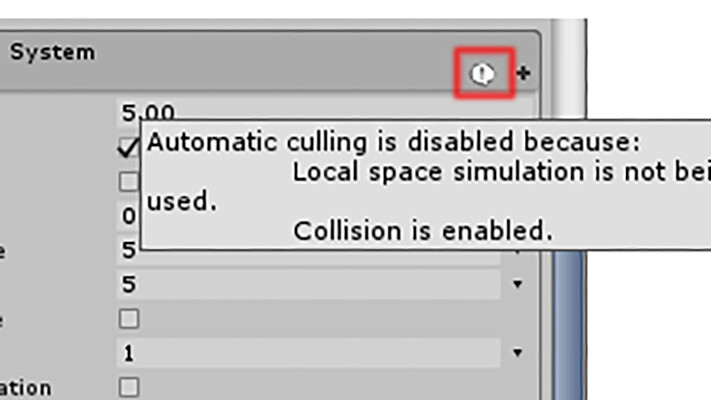 System
5.00
Automatic culling is disabled because:
Local space simulation is not bei
used.
0
Collision is enabled.
e
5
5
e
1
ation